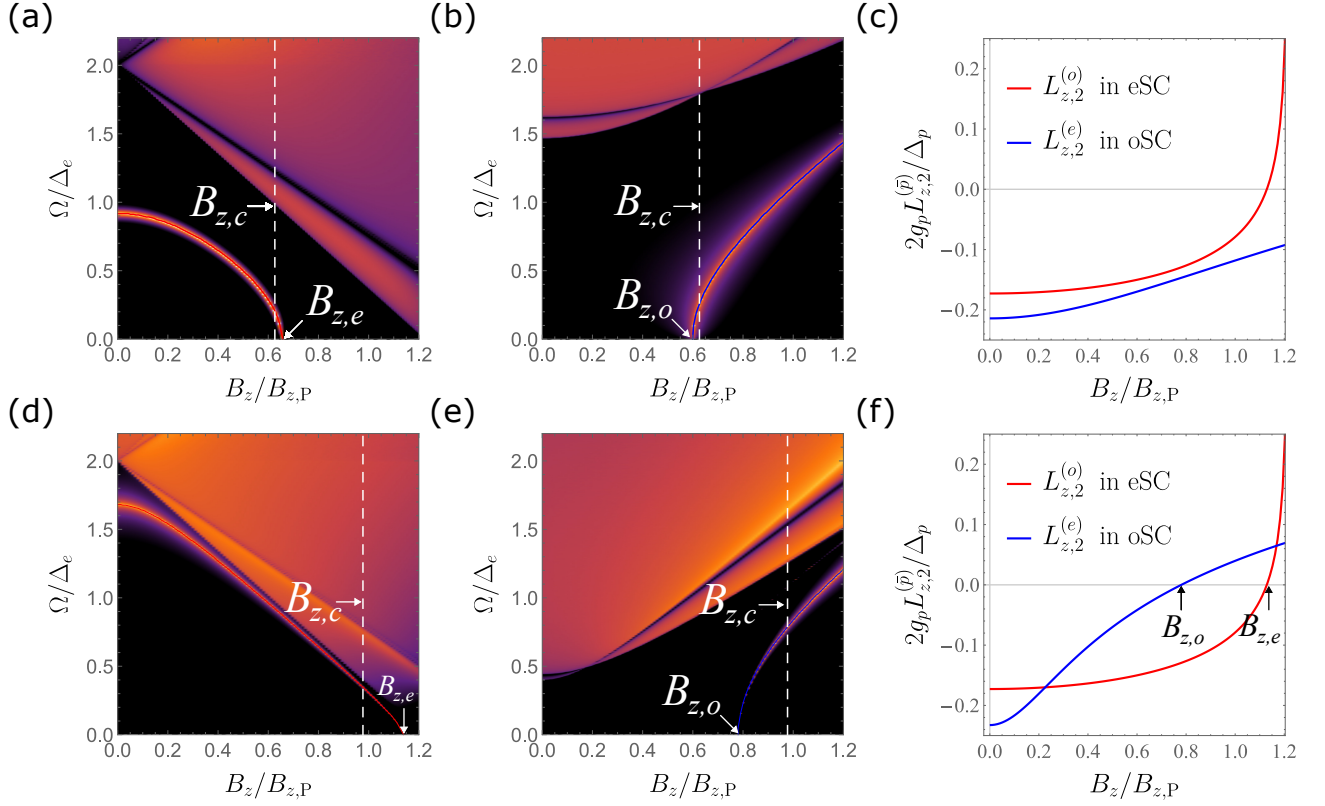 (a)
Ω/Δ_e
2.0
1.5
1.0
0.5
0.0
B_{z,c}
B_{z,e}
0.0 0.2 0.4 0.6 0.8 1.0 1.2
B_z/B_{z,P}
(b)
Ω/Δ_e
2.0
1.5
1.0
0.5
0.0
B_{z,c}
B_{z,o}
0.0 0.2 0.4 0.6 0.8 1.0 1.2
B_z/B_{z,P}
(c)
2g_p L_{z,2}^{(p̄)}/Δ_p
0.2
0.1
0.0
−0.1
−0.2
L_{z,2}^{(o)} in eSC
L_{z,2}^{(e)} in oSC
0.0 0.2 0.4 0.6 0.8 1.0 1.2
B_z/B_{z,P}
(d)
Ω/Δ_e
2.0
1.5
1.0
0.5
0.0
B_{z,c}
B_{z,e}
0.0 0.2 0.4 0.6 0.8 1.0 1.2
B_z/B_{z,P}
(e)
Ω/Δ_e
2.0
1.5
1.0
0.5
0.0
B_{z,c}
B_{z,o}
0.0 0.2 0.4 0.6 0.8 1.0 1.2
B_z/B_{z,P}
(f)
2g_p L_{z,2}^{(p̄)}/Δ_p
0.2
0.1
0.0
−0.1
−0.2
L_{z,2}^{(o)} in eSC
L_{z,2}^{(e)} in oSC
B_{z,o} B_{z,e}
0.0 0.2 0.4 0.6 0.8 1.0 1.2
B_z/B_{z,P}